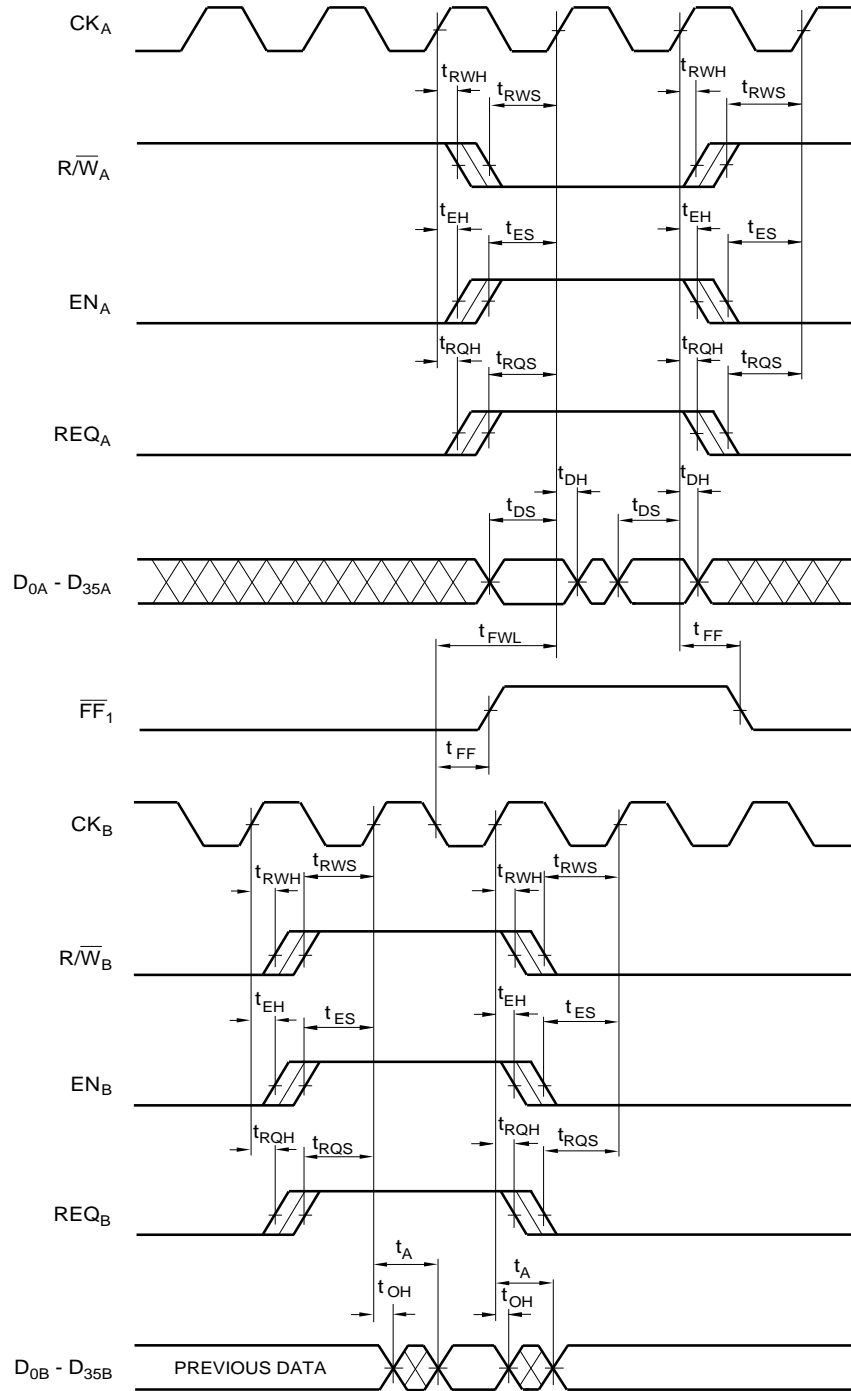 CKA
tRWH
tRWS
tRWH
tRWS
R/W̅A
tEH
tES
tEH
tES
ENA
tRQH
tRQS
tRQH
tRQS
REQA
tDS
tDH
tDS
tDH
D0A - D35A
tFWL
tFF
F̅F̅1
tFF
CKB
tRWH
tRWS
tRWH
tRWS
R/W̅B
tEH
tES
tEH
tES
ENB
tRQH
tRQS
tRQH
tRQS
REQB
tA
tOH
tA
tOH
D0B - D35B
PREVIOUS DATA